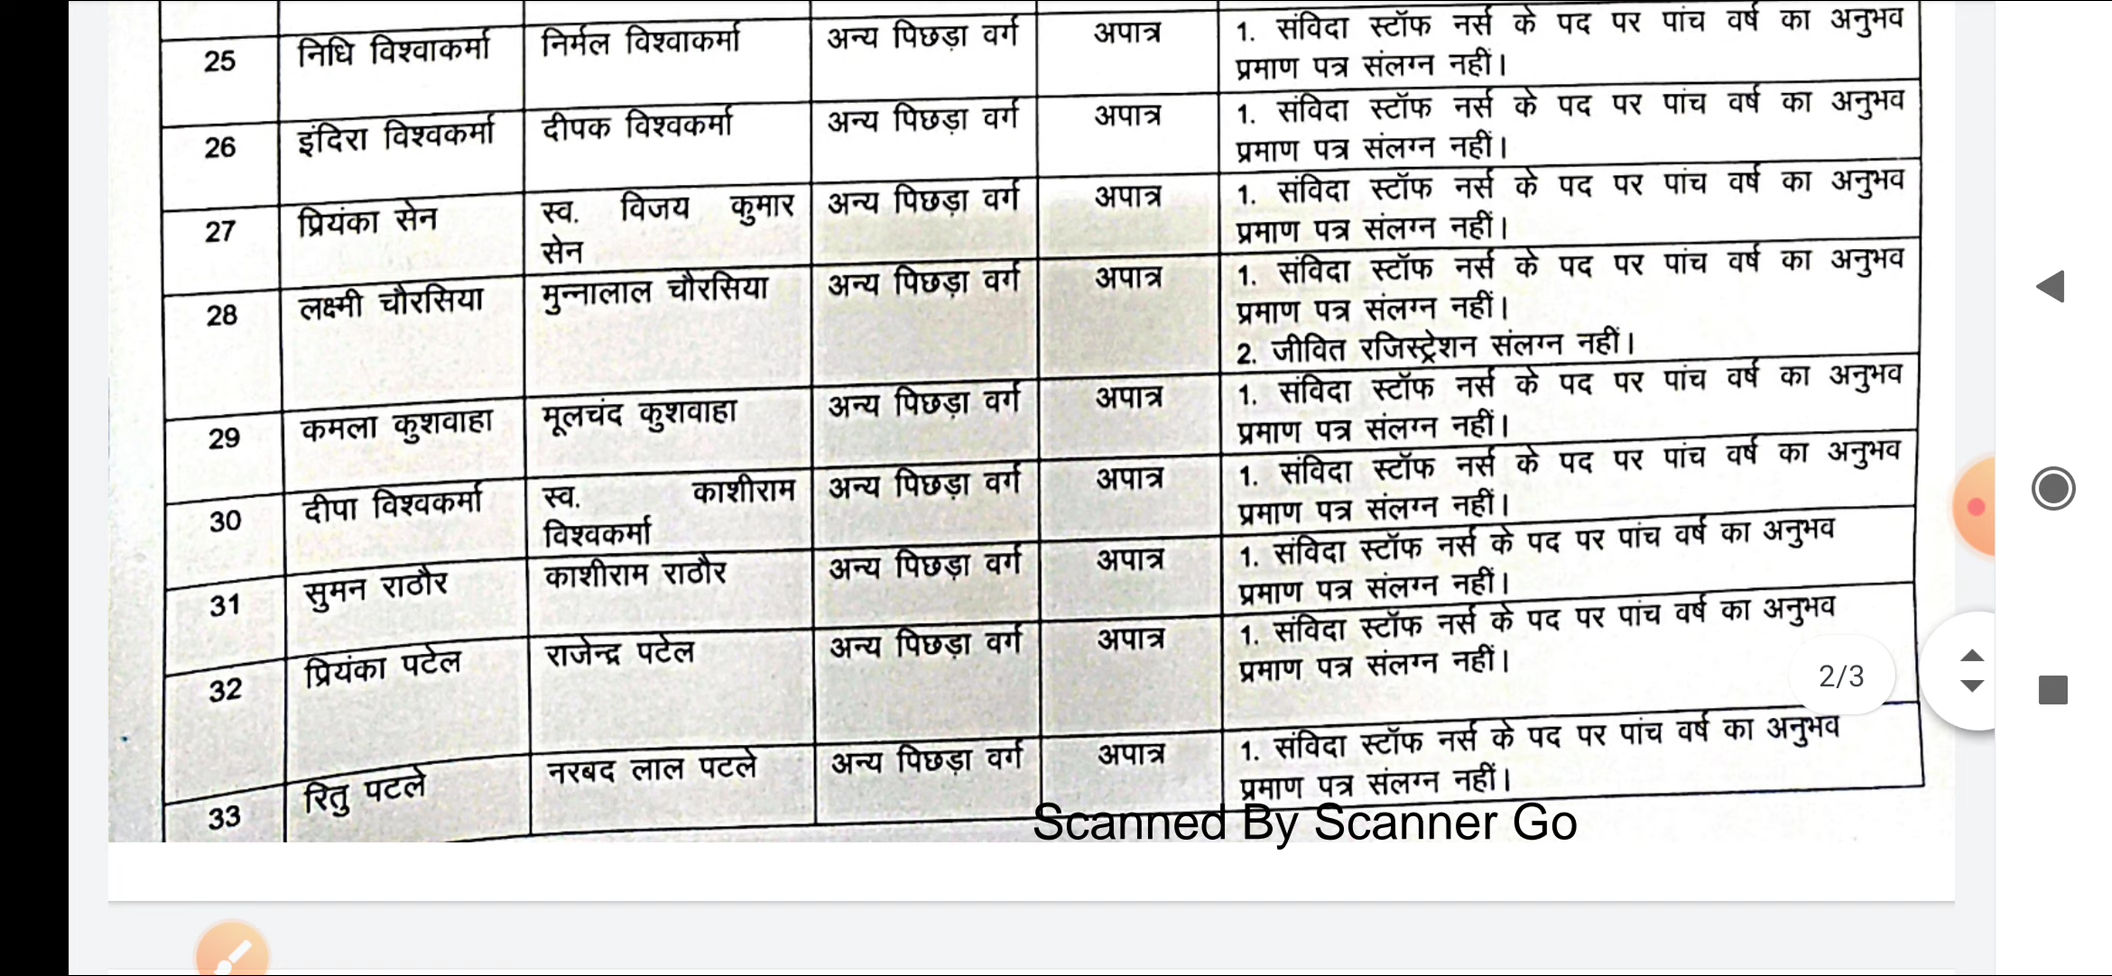 25 निधि विश्वाकर्मा निर्मल विश्वाकर्मा अन्य पिछड़ा वर्ग अपात्र 1. संविदा स्टॉफ नर्स के पद पर पांच वर्ष का अनुभव
प्रमाण पत्र संलग्न नहीं।
26 इंदिरा विश्वकर्मा दीपक विश्वकर्मा अन्य पिछड़ा वर्ग अपात्र 1. संविदा स्टॉफ नर्स के पद पर पांच वर्ष का अनुभव
प्रमाण पत्र संलग्न नहीं।
27 प्रियंका सेन स्व. विजय कुमार अन्य पिछड़ा वर्ग अपात्र 1. संविदा स्टॉफ नर्स के पद पर पांच वर्ष का अनुभव
सेन प्रमाण पत्र संलग्न नहीं।
28 लक्ष्मी चौरसिया मुन्नालाल चौरसिया अन्य पिछड़ा वर्ग अपात्र 1. संविदा स्टॉफ नर्स के पद पर पांच वर्ष का अनुभव
प्रमाण पत्र संलग्न नहीं।
2. जीवित रजिस्ट्रेशन संलग्न नहीं।
29 कमला कुशवाहा मूलचंद कुशवाहा अन्य पिछड़ा वर्ग अपात्र 1. संविदा स्टॉफ नर्स के पद पर पांच वर्ष का अनुभव
प्रमाण पत्र संलग्न नहीं।
30 दीपा विश्वकर्मा स्व. काशीराम अन्य पिछड़ा वर्ग अपात्र 1. संविदा स्टॉफ नर्स के पद पर पांच वर्ष का अनुभव
विश्वकर्मा प्रमाण पत्र संलग्न नहीं।
31 सुमन राठौर काशीराम राठौर अन्य पिछड़ा वर्ग अपात्र 1. संविदा स्टॉफ नर्स के पद पर पांच वर्ष का अनुभव
प्रमाण पत्र संलग्न नहीं।
32 प्रियंका पटेल राजेन्द्र पटेल अन्य पिछड़ा वर्ग अपात्र 1. संविदा स्टॉफ नर्स के पद पर पांच वर्ष का अनुभव
प्रमाण पत्र संलग्न नहीं।
2/3
33 रितु पटले नरबद लाल पटले अन्य पिछड़ा वर्ग अपात्र 1. संविदा स्टॉफ नर्स के पद पर पांच वर्ष का अनुभव
प्रमाण पत्र संलग्न नहीं।
Scanned By Scanner Go